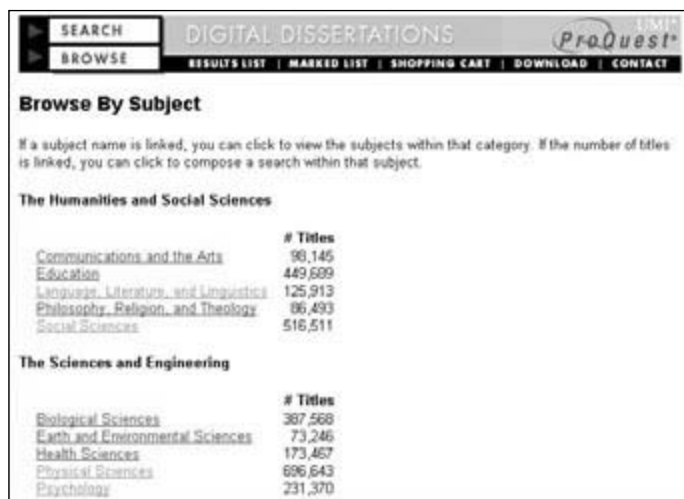 SEARCH
DIGITAL DISSERTATIONS
UMI
ProQuest
BROWSE
RESULTS LIST | MARKED LIST | SHOPPING CART | DOWNLOAD | CONTACT
Browse By Subject
If a subject name is linked, you can click to view the subjects within that category. If the number of titles
is linked, you can click to compose a search within that subject.
The Humanities and Social Sciences
# Titles
Communications and the Arts 98,145
Education 449,689
Language, Literature, and Linguistics 125,913
Philosophy, Religion, and Theology 86,493
Social Sciences 516,511
The Sciences and Engineering
# Titles
Biological Sciences 387,568
Earth and Environmental Sciences 73,246
Health Sciences 173,467
Physical Sciences 696,643
Psychology 231,370